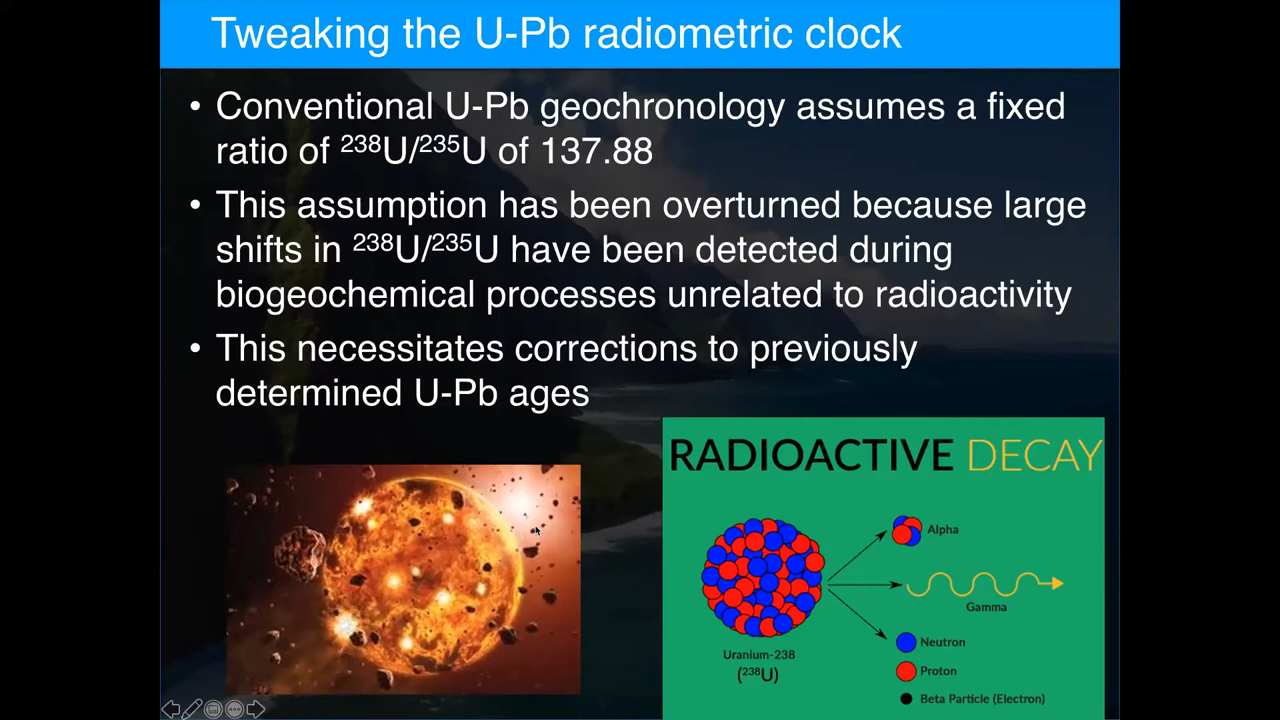 Tweaking the U-Pb radiometric clock
• Conventional U-Pb geochronology assumes a fixed
ratio of ²³⁸U/²³⁵U of 137.88
• This assumption has been overturned because large
shifts in ²³⁸U/²³⁵U have been detected during
biogeochemical processes unrelated to radioactivity
• This necessitates corrections to previously
determined U-Pb ages
RADIOACTIVE DECAY
Alpha
Gamma
Neutron
Uranium-238
(²³⁸U)
Proton
Beta Particle (Electron)